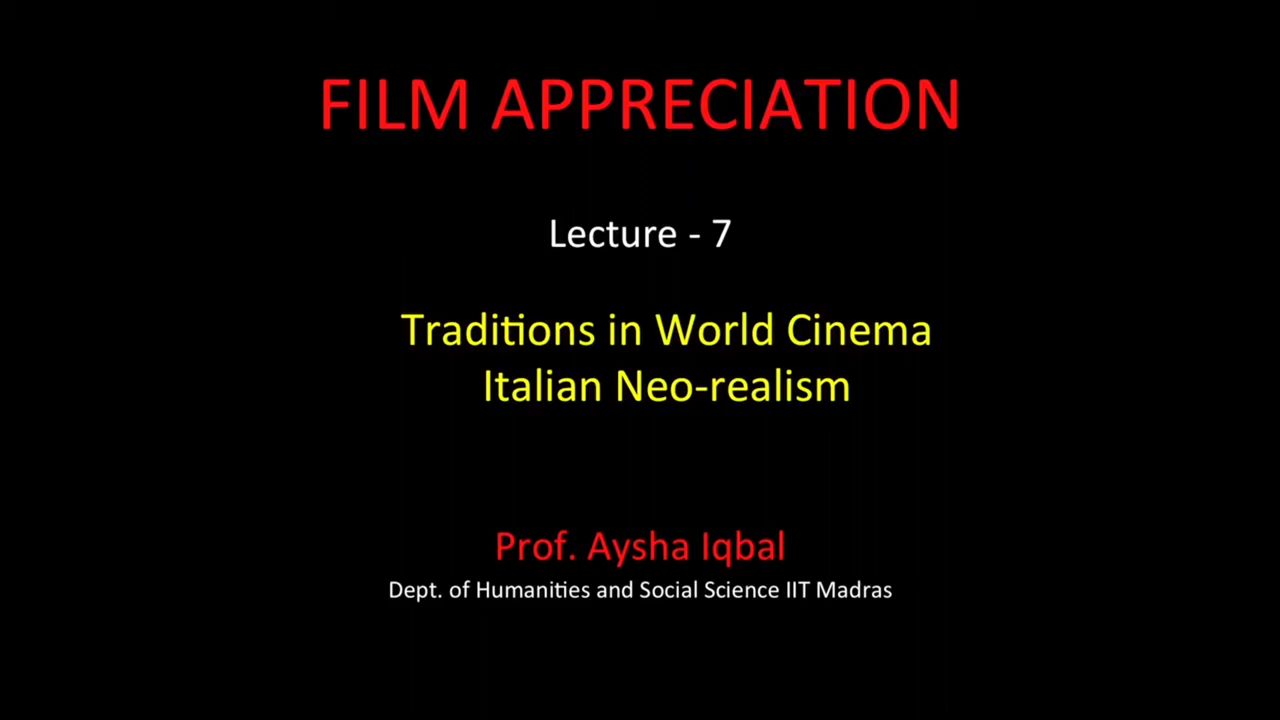 FILM APPRECIATION
Lecture - 7
Traditions in World Cinema
Italian Neo-realism
Prof. Aysha Iqbal
Dept. of Humanities and Social Science IIT Madras